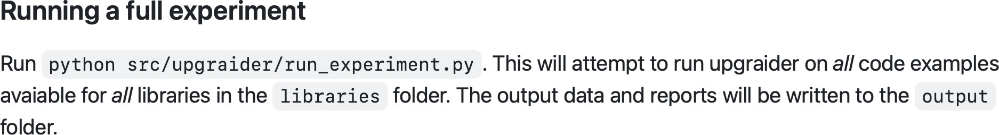 Running a full experiment
Run python src/upgraider/run_experiment.py. This will attempt to run upgraider on all code examples
avaiable for all libraries in the libraries folder. The output data and reports will be written to the output
folder.